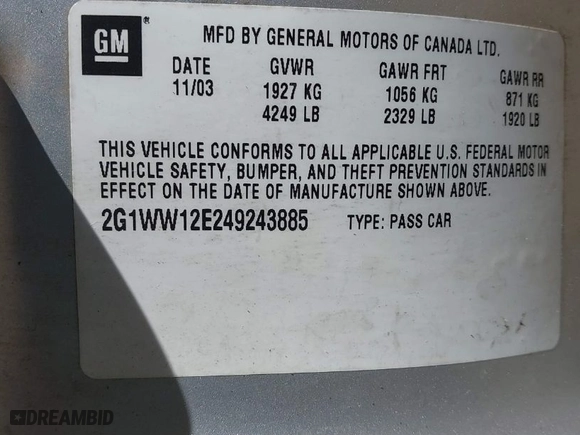 GM
MFD BY GENERAL MOTORS OF CANADA LTD.
DATE GVWR GAWR FRT GAWR RR
11/03 1927 KG 1056 KG 871 KG
4249 LB 2329 LB 1920 LB
THIS VEHICLE CONFORMS TO ALL APPLICABLE U.S. FEDERAL MOTOR
VEHICLE SAFETY, BUMPER, AND THEFT PREVENTION STANDARDS IN
EFFECT ON THE DATE OF MANUFACTURE SHOWN ABOVE.
2G1WW12E249243885 TYPE: PASS CAR
DREAMBID